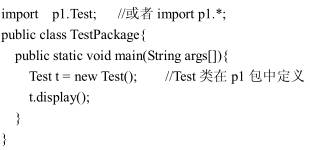 import    p1.Test;      //或者 import p1.*;
public class TestPackage{
    public static void main(String args[]){
        Test t = new Test();        //Test 类在 p1 包中定义
        t.display();
    }
}